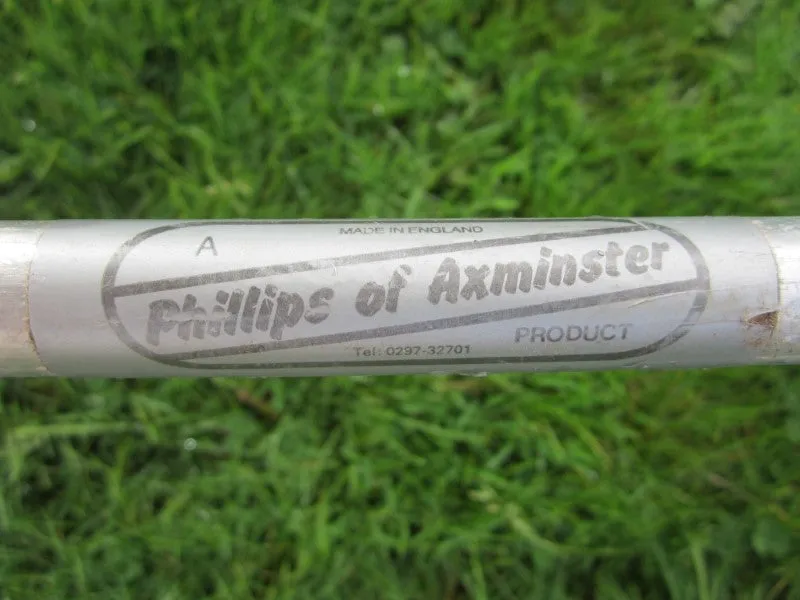 MADE IN ENGLAND
A
Phillips of Axminster
PRODUCT
Tel: 0297-32701